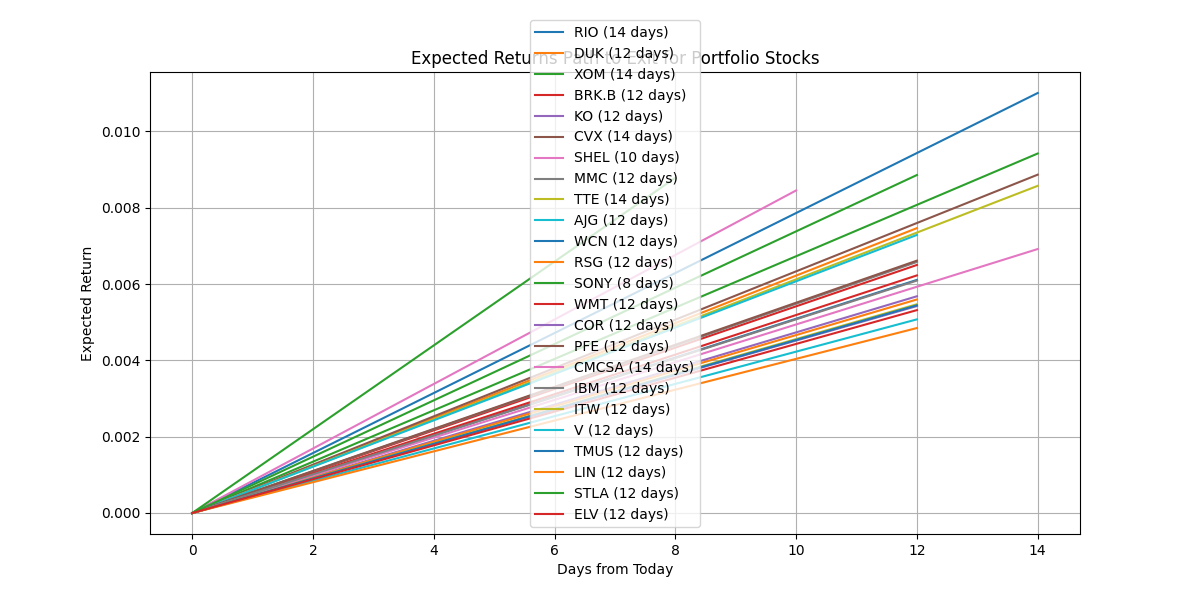 Expected Returns Path to Exit for Portfolio Stocks
RIO (14 days)
DUK (12 days)
XOM (14 days)
BRK.B (12 days)
KO (12 days)
CVX (14 days)
SHEL (10 days)
MMC (12 days)
TTE (14 days)
AJG (12 days)
WCN (12 days)
RSG (12 days)
SONY (8 days)
WMT (12 days)
COR (12 days)
PFE (12 days)
CMCSA (14 days)
IBM (12 days)
ITW (12 days)
V (12 days)
TMUS (12 days)
LIN (12 days)
STLA (12 days)
ELV (12 days)
Expected Return
0.010
0.008
0.006
0.004
0.002
0.000
0 2 4 6 8 10 12 14
Days from Today